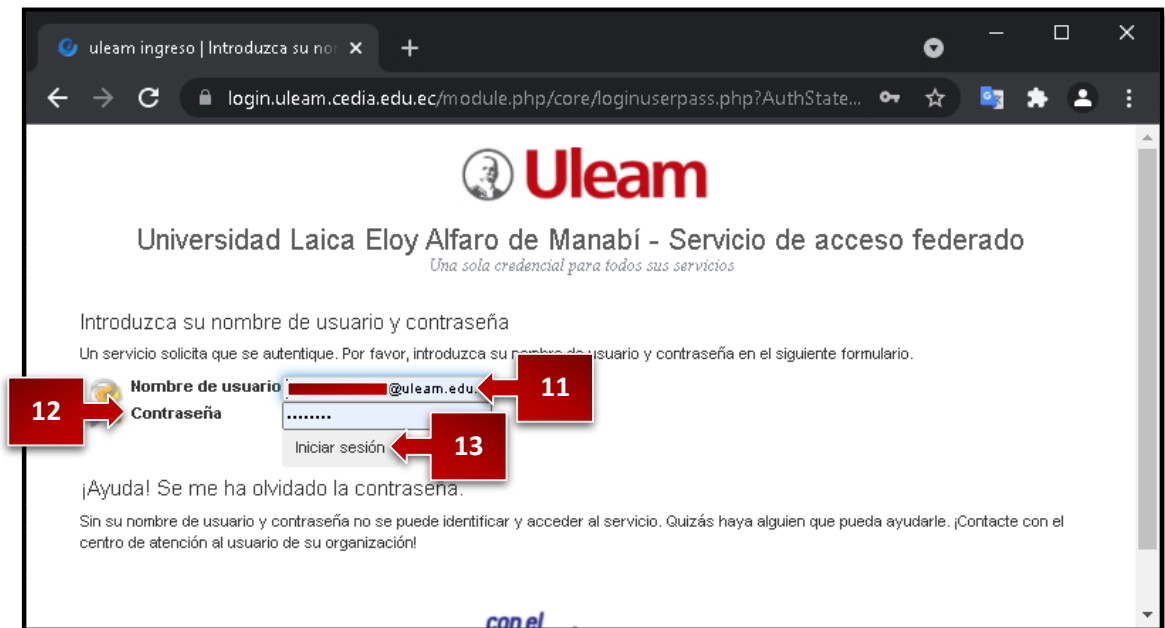 uleam ingreso | Introduzca su no
login.uleam.cedia.edu.ec/module.php/core/loginuserpass.php?AuthState...
Uleam
Universidad Laica Eloy Alfaro de Manabí - Servicio de acceso federado
Una sola credencial para todos sus servicios
Introduzca su nombre de usuario y contraseña
Un servicio solicita que se autentique. Por favor, introduzca su nombre de usuario y contraseña en el siguiente formulario.
Nombre de usuario @uleam.edu. 11
12 Contraseña ........
Iniciar sesión 13
¡Ayuda! Se me ha olvidado la contraseña.
Sin su nombre de usuario y contraseña no se puede identificar y acceder al servicio. Quizás haya alguien que pueda ayudarle. ¡Contacte con el
centro de atención al usuario de su organización!
con el